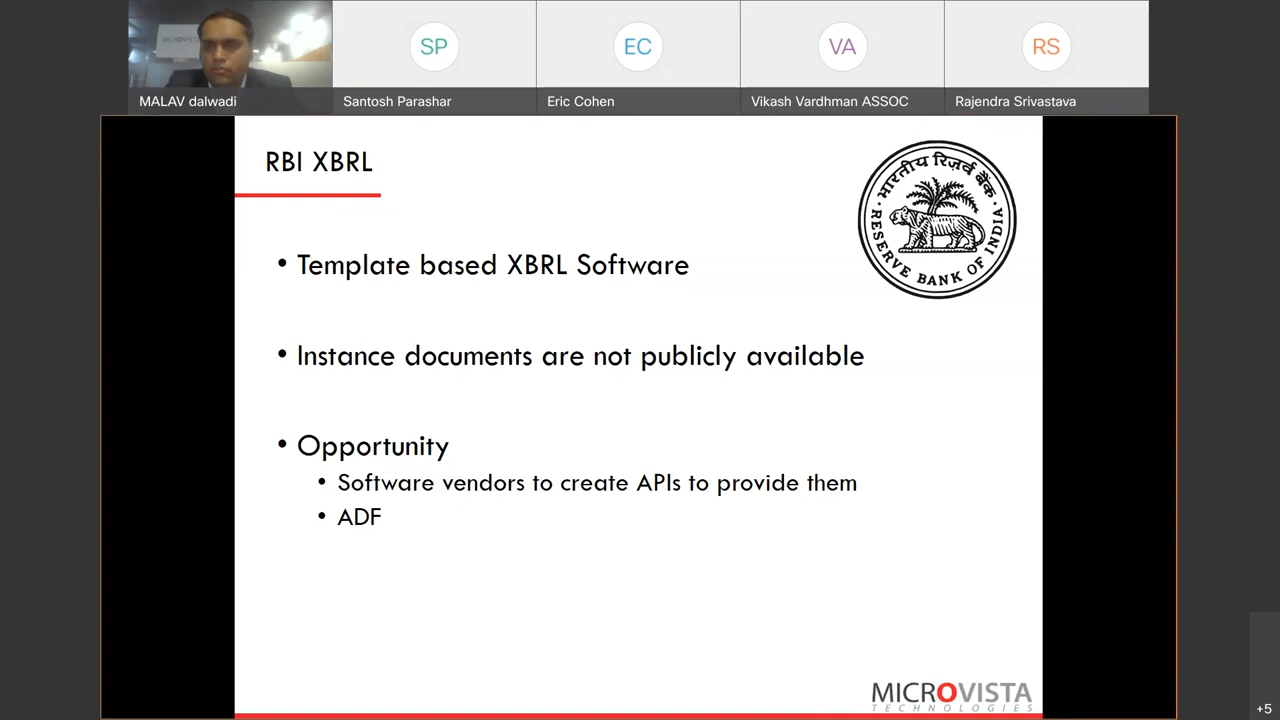 MICROVISTA
SP
EC
VA
RS
MALAV dalwadi
Santosh Parashar
Eric Cohen
Vikash Vardhman ASSOC
Rajendra Srivastava
RBI XBRL
भारतीय रिज़र्व बैंक
RESERVE BANK OF INDIA
• Template based XBRL Software
• Instance documents are not publicly available
• Opportunity
• Software vendors to create APIs to provide them
• ADF
MICROVISTA
TECHNOLOGIES
+5